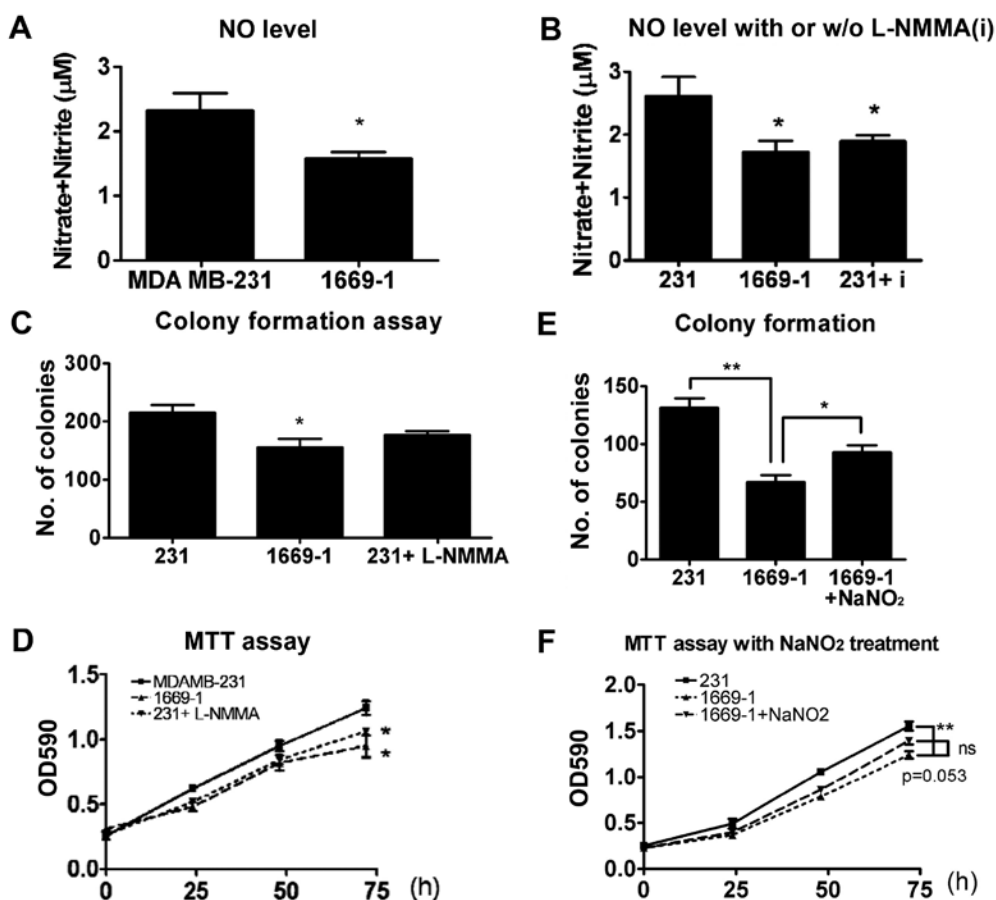 A
NO level
Nitrate+Nitrite (μM)
3
2
1
0
*
MDA MB-231
1669-1
B
NO level with or w/o L-NMMA(i)
Nitrate+Nitrite (μM)
3
2
1
0
*
*
231
1669-1
231+ i
C
Colony formation assay
No. of colonies
300
200
100
0
*
231
1669-1
231+ L-NMMA
E
Colony formation
No. of colonies
150
100
50
0
**
*
231
1669-1
1669-1
+NaNO₂
D
MTT assay
MDAMB-231
1669-1
231+ L-NMMA
OD590
1.5
1.0
0.5
0.0
*
*
0
25
50
75
(h)
F
MTT assay with NaNO₂ treatment
231
1669-1
1669-1+NaNO2
OD590
2.0
1.5
1.0
0.5
0.0
**
ns
p=0.053
0
25
50
75
(h)